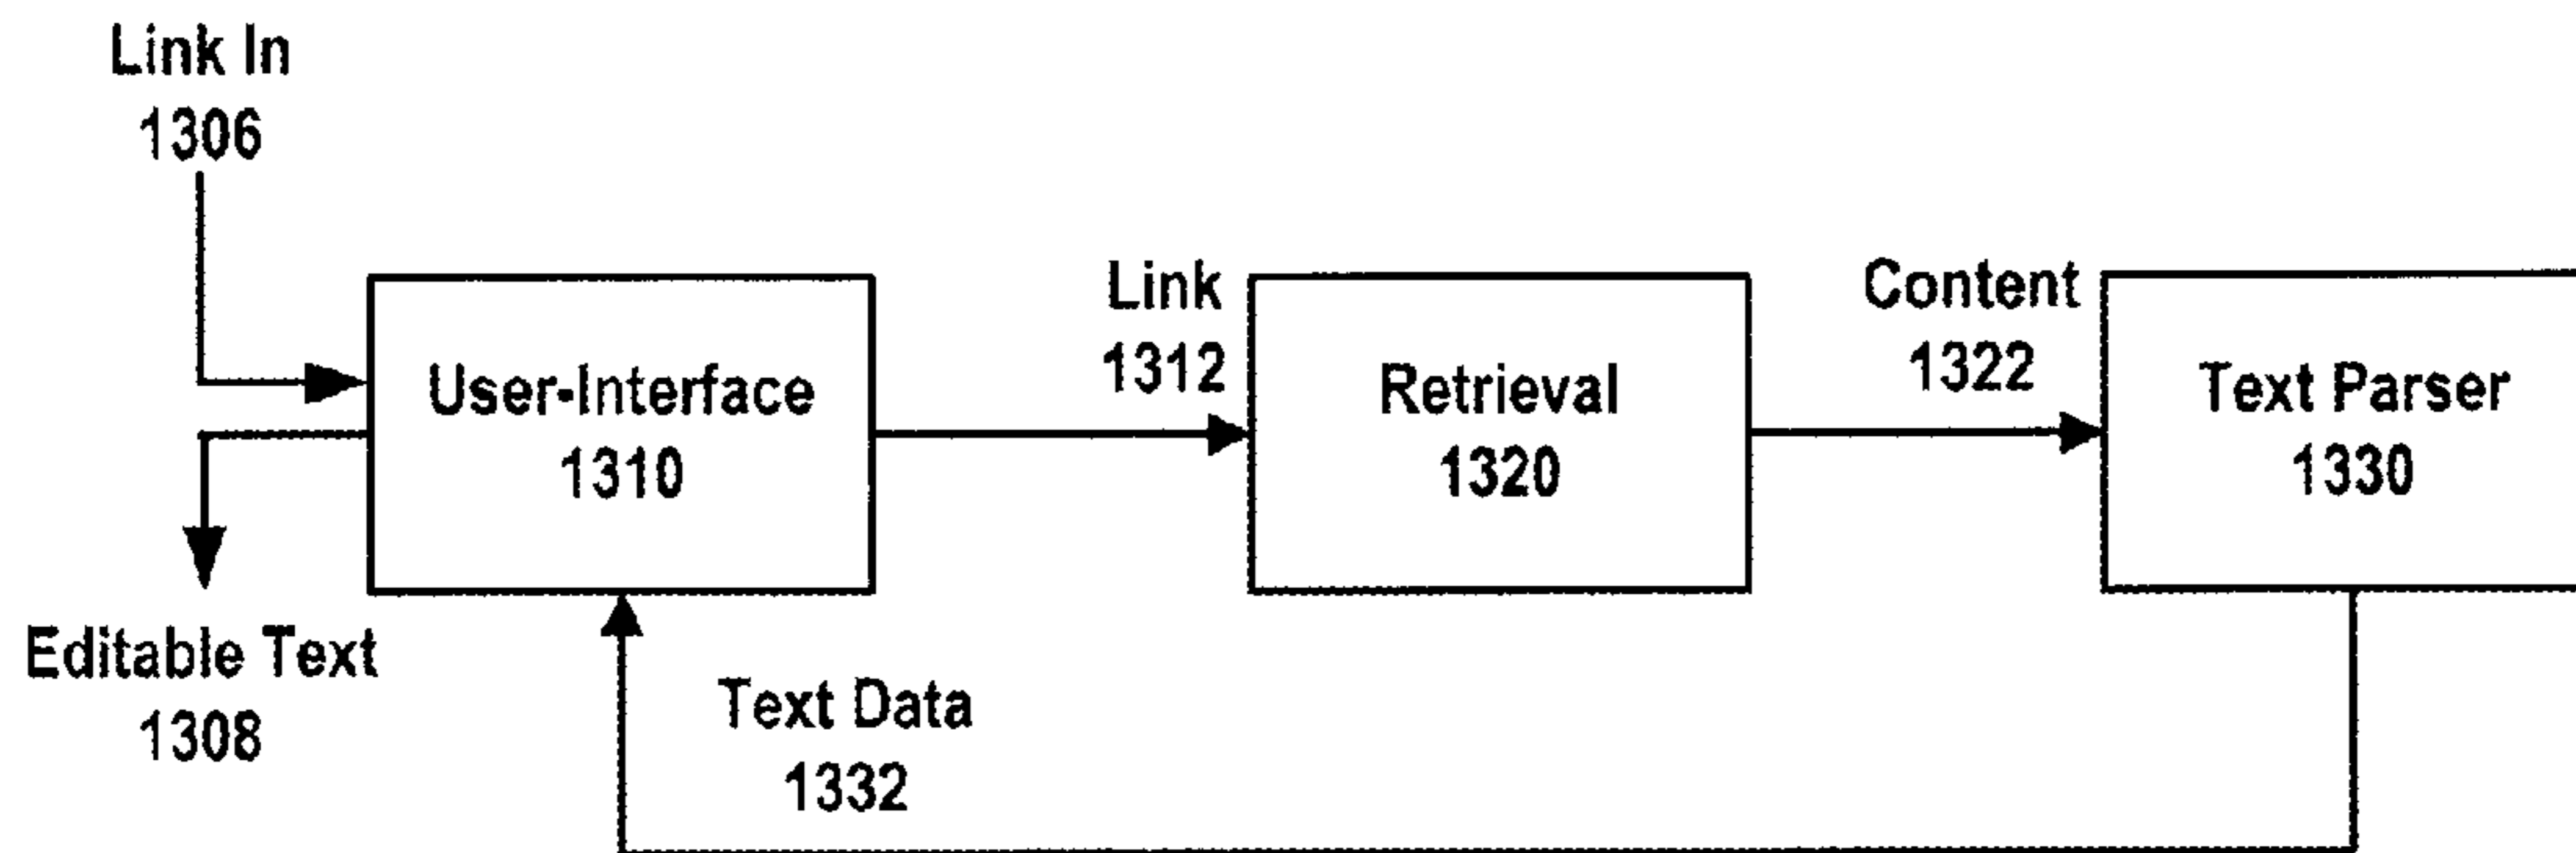 Link In
1306
User-Interface
1310
Link
1312
Retrieval
1320
Content
1322
Text Parser
1330
Editable Text
1308
Text Data
1332